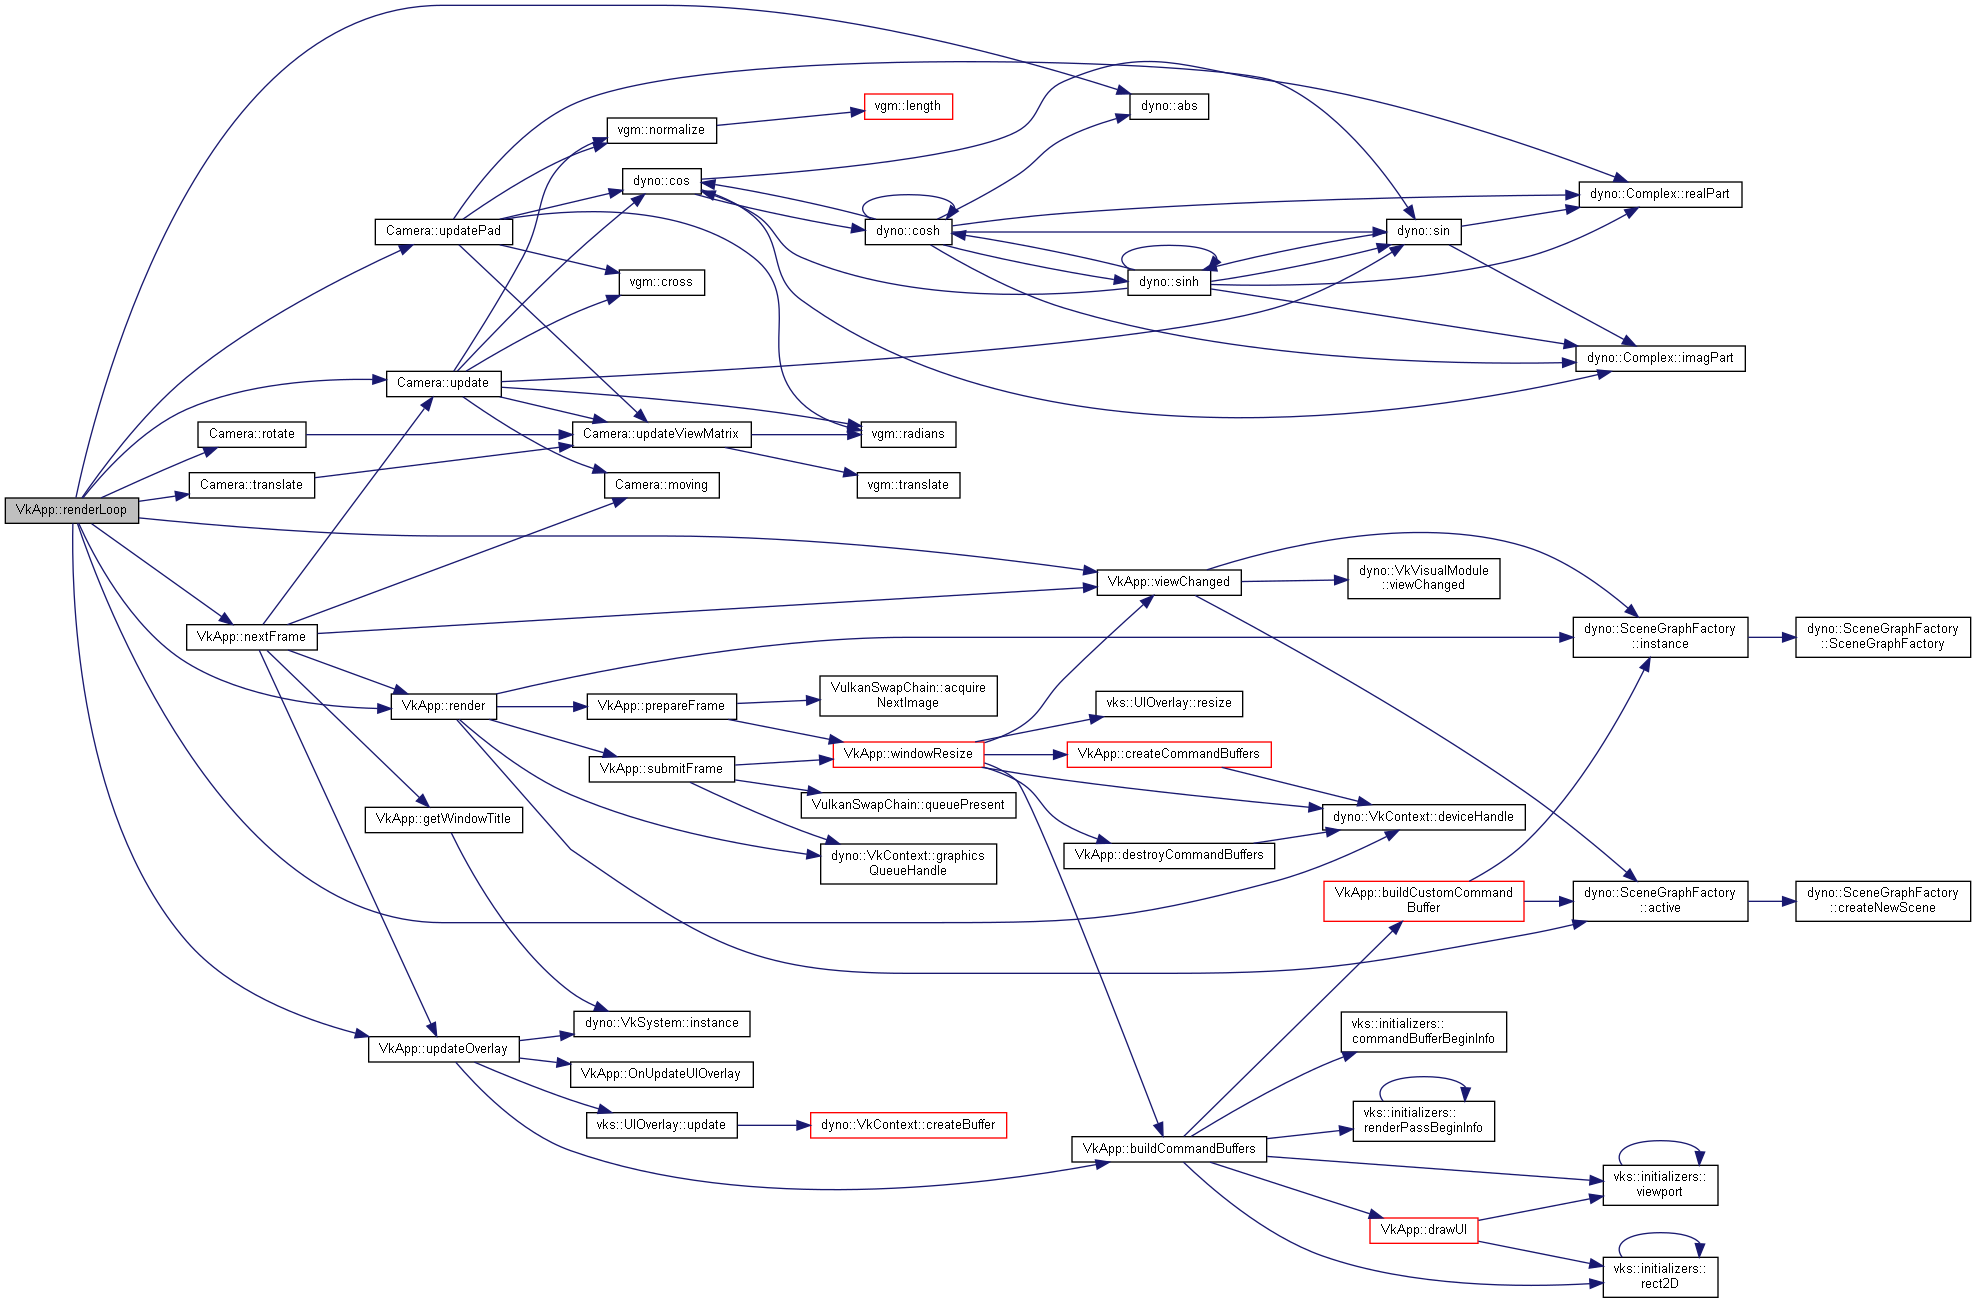 VkApp::renderLoop
dyno::abs
vgm::length
vgm::normalize
dyno::cos
dyno::Complex::realPart
Camera::updatePad
dyno::cosh
dyno::sin
vgm::cross
dyno::sinh
dyno::Complex::imagPart
Camera::update
Camera::rotate
Camera::updateViewMatrix
vgm::radians
Camera::translate
Camera::moving
vgm::translate
VkApp::viewChanged
dyno::VkVisualModule
::viewChanged
VkApp::nextFrame
dyno::SceneGraphFactory
::instance
dyno::SceneGraphFactory
::SceneGraphFactory
VkApp::render
VkApp::prepareFrame
VulkanSwapChain::acquire
NextImage
vks::UIOverlay::resize
VkApp::submitFrame
VkApp::windowResize
VkApp::createCommandBuffers
VkApp::getWindowTitle
VulkanSwapChain::queuePresent
dyno::VkContext::deviceHandle
dyno::VkContext::graphics
QueueHandle
VkApp::destroyCommandBuffers
VkApp::buildCustomCommand
Buffer
dyno::SceneGraphFactory
::active
dyno::SceneGraphFactory
::createNewScene
dyno::VkSystem::instance
VkApp::updateOverlay
VkApp::OnUpdateUIOverlay
vks::UIOverlay::update
dyno::VkContext::createBuffer
vks::initializers::
commandBufferBeginInfo
vks::initializers::
renderPassBeginInfo
VkApp::buildCommandBuffers
vks::initializers::
viewport
VkApp::drawUI
vks::initializers::
rect2D